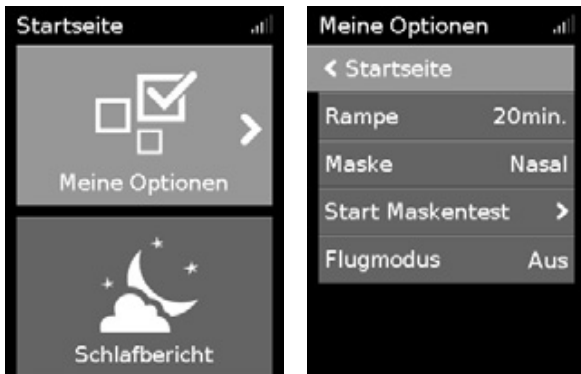 Startseite
Meine Optionen
Schlafbericht
Meine Optionen
Startseite
Rampe 20min.
Maske Nasal
Start Maskentest
Flugmodus Aus